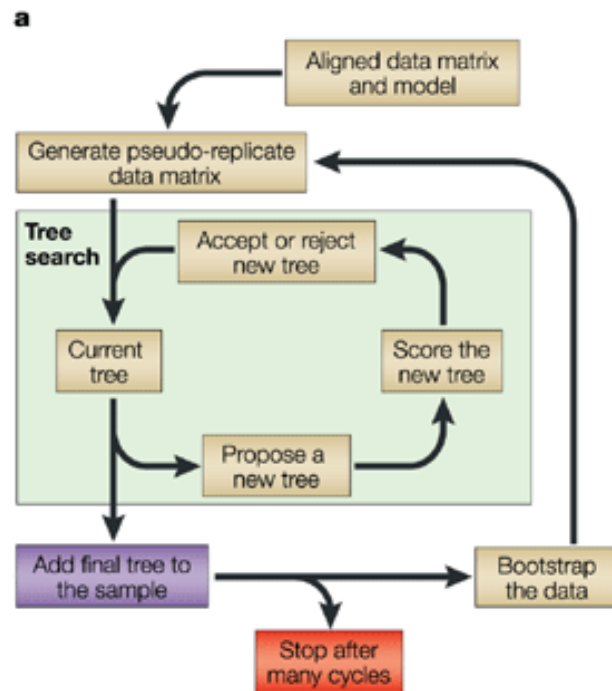 a
Aligned data matrix
and model
Generate pseudo-replicate
data matrix
Tree
search
Accept or reject
new tree
Current
tree
Score the
new tree
Propose a
new tree
Add final tree to
the sample
Bootstrap
the data
Stop after
many cycles